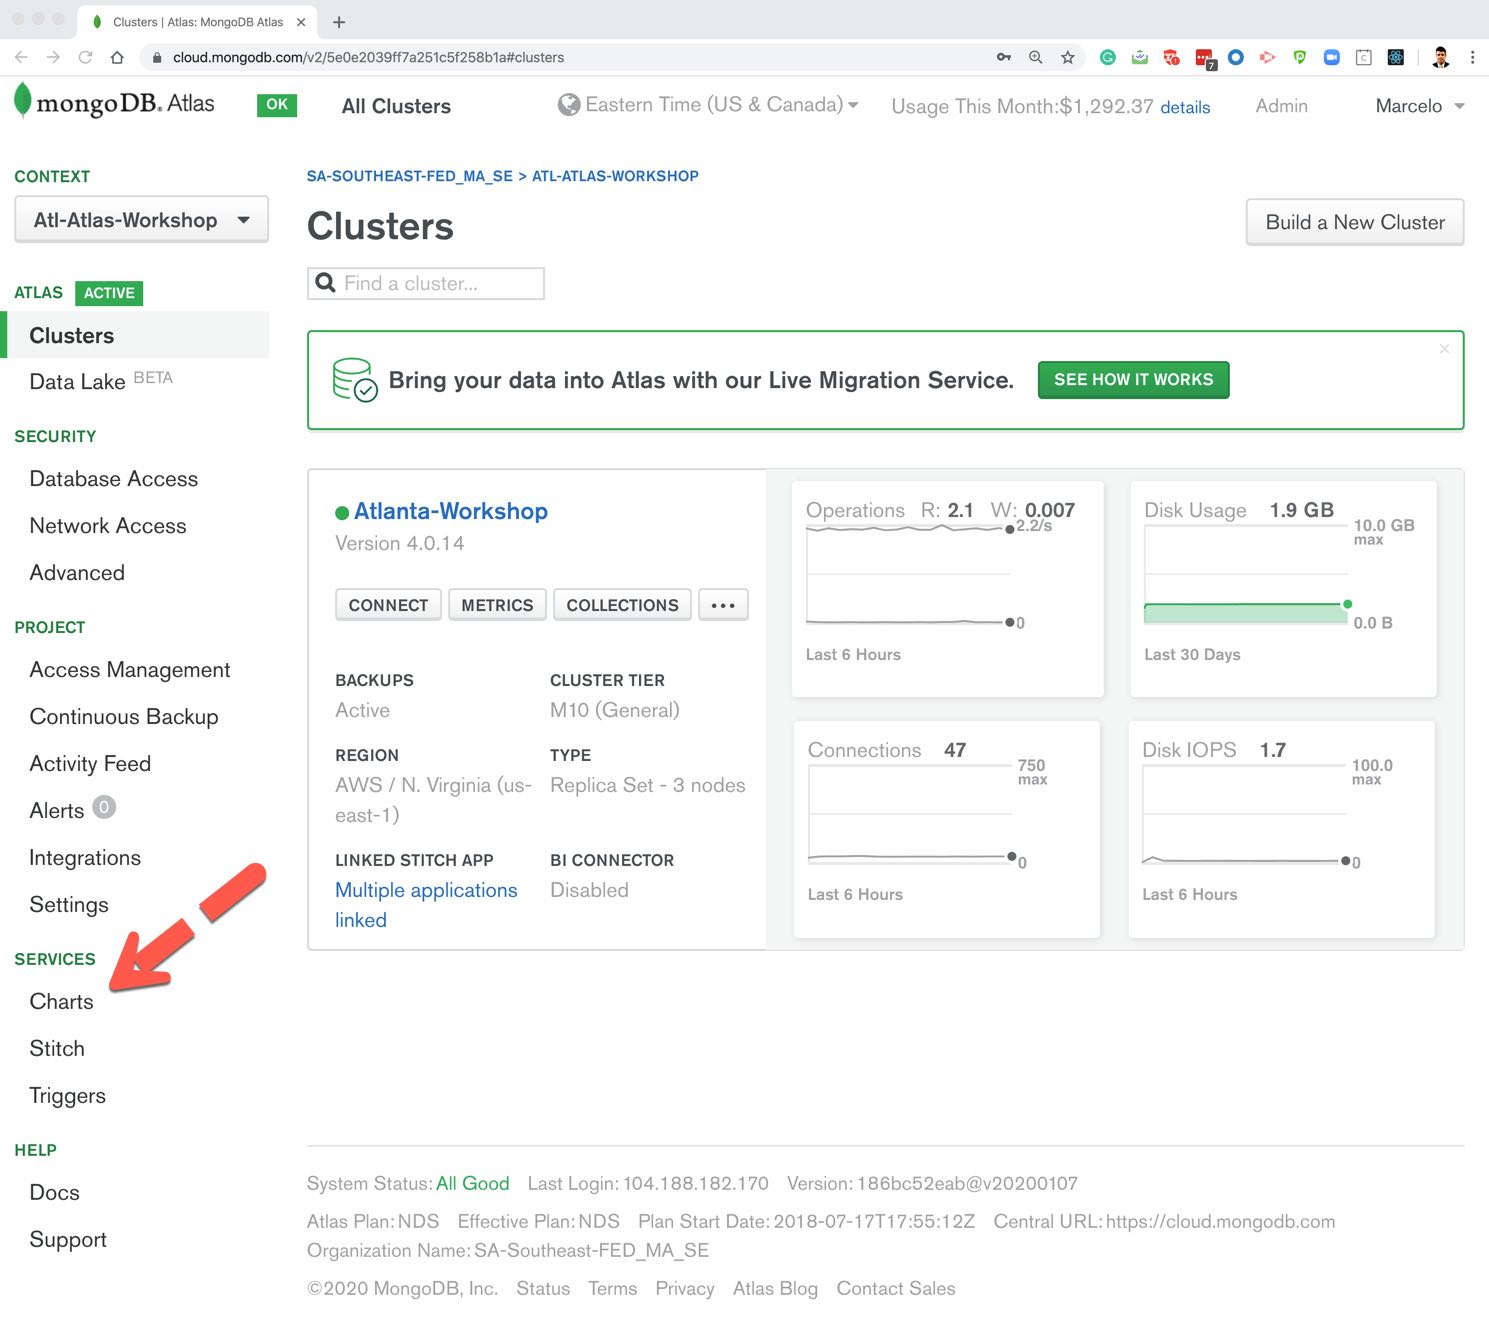 Clusters | Atlas: MongoDB Atlas
cloud.mongodb.com/v2/5e0e2039ff7a251c5f258b1a#clusters
7
C
mongoDB. Atlas
OK
All Clusters
Eastern Time (US & Canada)
Usage This Month:$1,292.37 details
Admin
Marcelo
CONTEXT
Atl-Atlas-Workshop
ATLAS ACTIVE
Clusters
Data Lake BETA
SECURITY
Database Access
Network Access
Advanced
PROJECT
Access Management
Continuous Backup
Activity Feed
Alerts 0
Integrations
Settings
SERVICES
Charts
Stitch
Triggers
HELP
Docs
Support
SA-SOUTHEAST-FED_MA_SE > ATL-ATLAS-WORKSHOP
Clusters
Build a New Cluster
Find a cluster...
Bring your data into Atlas with our Live Migration Service.
SEE HOW IT WORKS
Atlanta-Workshop
Version 4.0.14
CONNECT
METRICS
COLLECTIONS
...
BACKUPS
Active
CLUSTER TIER
M10 (General)
REGION
AWS / N. Virginia (us-
east-1)
TYPE
Replica Set - 3 nodes
LINKED STITCH APP
Multiple applications
linked
BI CONNECTOR
Disabled
Operations R: 2.1 W: 0.007
2.2/s
0
Last 6 Hours
Disk Usage 1.9 GB
10.0 GB
max
0.0 B
Last 30 Days
Connections 47
750
max
0
Last 6 Hours
Disk IOPS 1.7
100.0
max
0
Last 6 Hours
System Status: All Good Last Login: 104.188.182.170 Version: 186bc52eab@v20200107
Atlas Plan: NDS Effective Plan: NDS Plan Start Date: 2018-07-17T17:55:12Z Central URL: https://cloud.mongodb.com
Organization Name: SA-Southeast-FED_MA_SE
©2020 MongoDB, Inc. Status Terms Privacy Atlas Blog Contact Sales